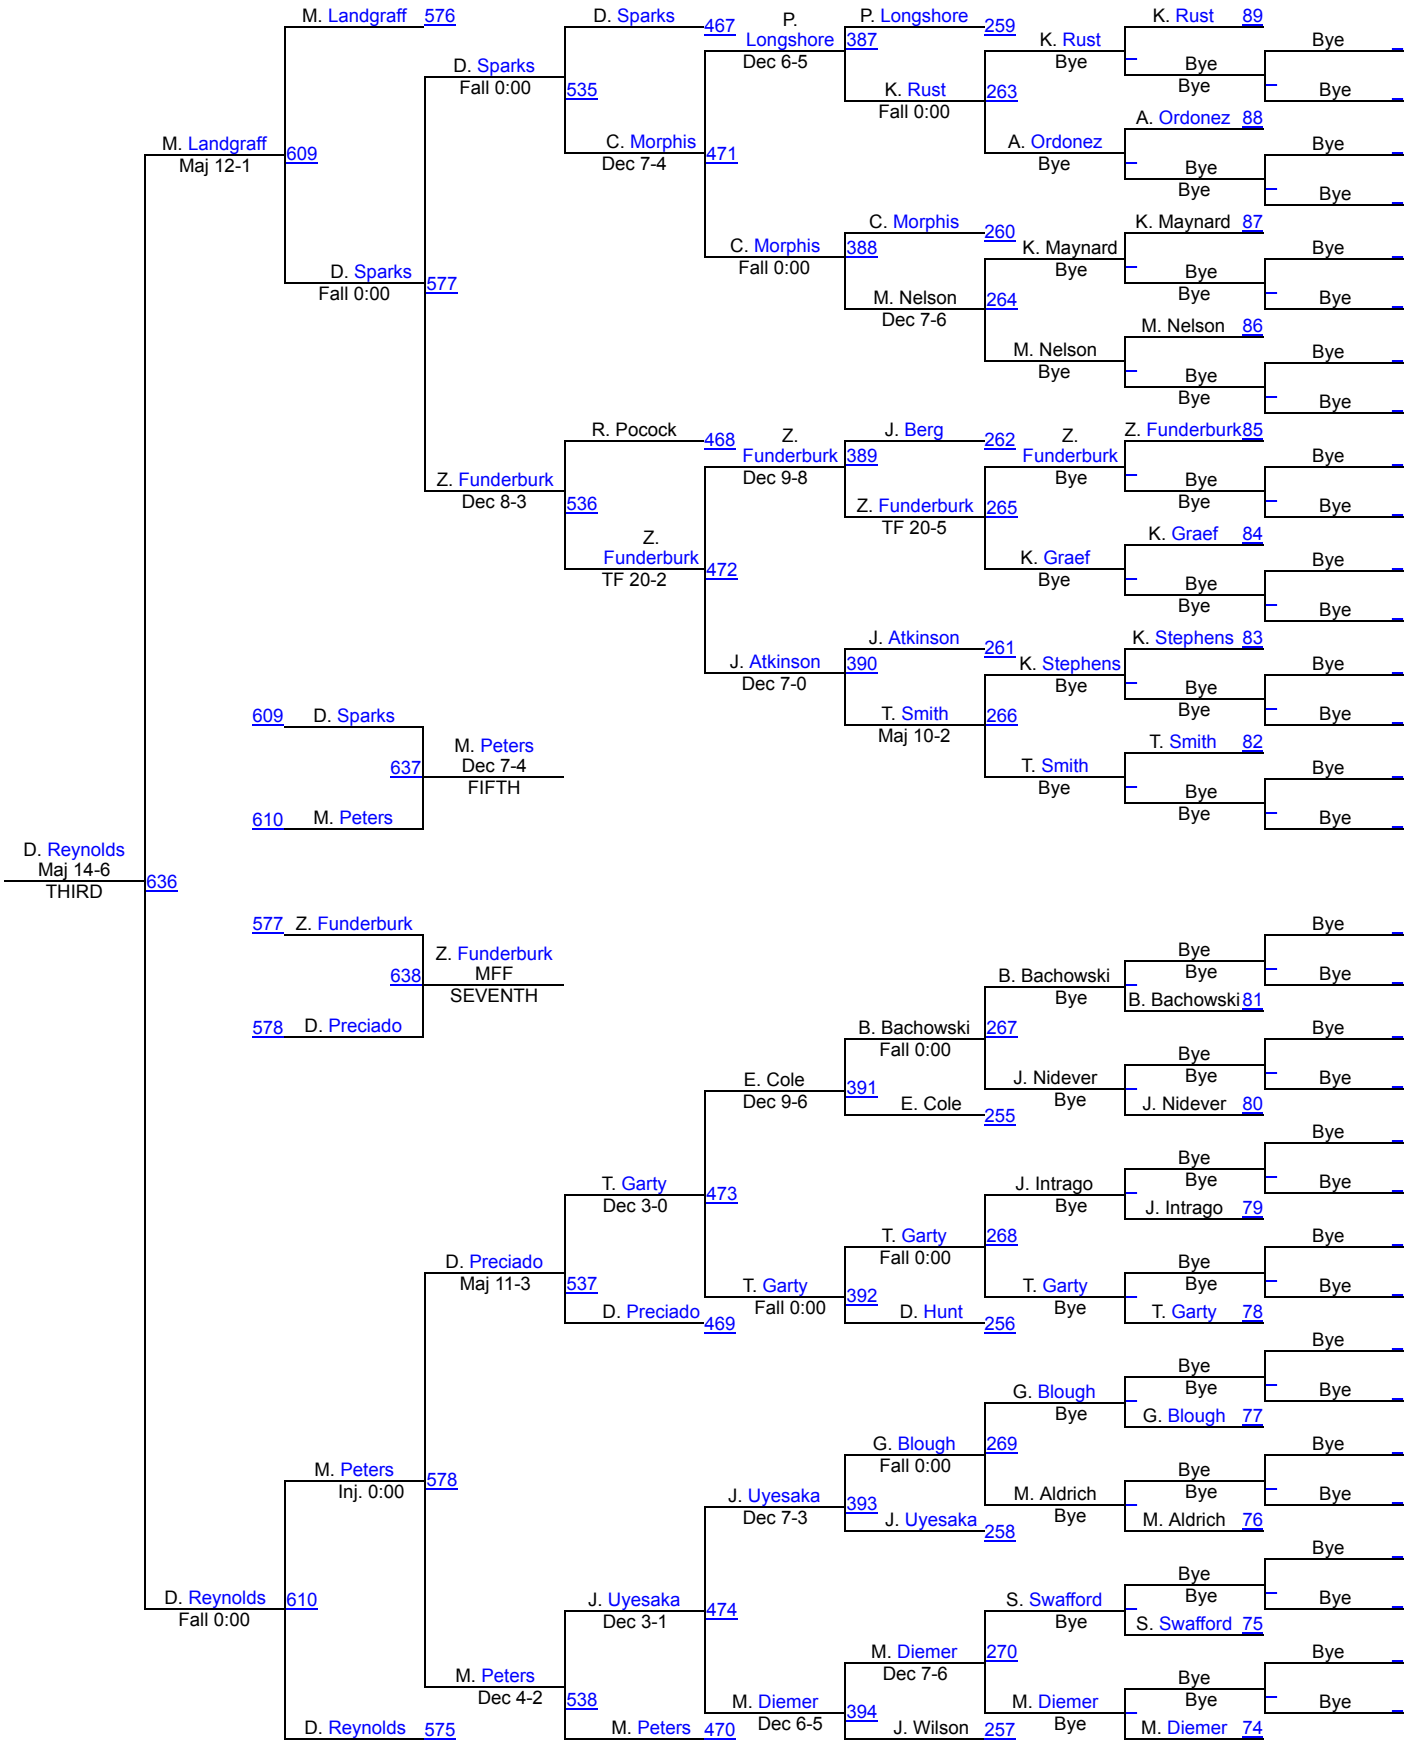 M. Landgraff 576
D. Sparks 467
P. Longshore 387
Dec 6-5
P. Longshore 259
K. Rust 89
Bye
K. Rust
Bye
Bye
Bye
Bye
D. Sparks
Fall 0:00
535
K. Rust 263
Fall 0:00
A. Ordonez 88
M. Landgraff 609
Maj 12-1
C. Morphis 471
Dec 7-4
A. Ordonez
Bye
Bye
Bye
Bye
Bye
C. Morphis 260
K. Maynard 87
C. Morphis 388
Fall 0:00
K. Maynard
Bye
Bye
Bye
Bye
Bye
D. Sparks 577
Fall 0:00
M. Nelson 264
Dec 7-6
M. Nelson 86
M. Nelson
Bye
Bye
Bye
Bye
Bye
R. Pocock 468
Z. Funderburk 389
Dec 9-8
J. Berg 262
Z. Funderburk
Bye
Z. Funderburk 85
Bye
Bye
Bye
Bye
Z. Funderburk 536
Dec 8-3
Z. Funderburk 265
TF 20-5
K. Graef 84
Z. Funderburk 472
TF 20-2
K. Graef
Bye
Bye
Bye
Bye
Bye
J. Atkinson 261
K. Stephens 83
J. Atkinson 390
Dec 7-0
K. Stephens
Bye
Bye
Bye
Bye
Bye
609 D. Sparks
T. Smith 266
Maj 10-2
T. Smith 82
637
M. Peters
Dec 7-4
FIFTH
T. Smith
Bye
Bye
Bye
Bye
Bye
610 M. Peters
D. Reynolds
Maj 14-6
THIRD
636
577 Z. Funderburk
638
Z. Funderburk
MFF
SEVENTH
578 D. Preciado
B. Bachowski
Bye
Bye
Bye
B. Bachowski 81
Bye
Bye
B. Bachowski 267
Fall 0:00
E. Cole 391
Dec 9-6
E. Cole 255
J. Nidever
Bye
Bye
Bye
J. Nidever 80
Bye
Bye
T. Garty 473
Dec 3-0
J. Intrago
Bye
Bye
Bye
J. Intrago 79
Bye
Bye
D. Preciado 537
Maj 11-3
T. Garty 268
Fall 0:00
T. Garty 392
Fall 0:00
T. Garty
Bye
Bye
Bye
T. Garty 78
Bye
Bye
D. Preciado 469
D. Hunt 256
G. Blough
Bye
Bye
Bye
G. Blough 77
Bye
Bye
M. Peters 578
Inj. 0:00
G. Blough 269
Fall 0:00
J. Uyesaka 393
Dec 7-3
J. Uyesaka 258
M. Aldrich
Bye
Bye
Bye
M. Aldrich 76
Bye
Bye
D. Reynolds 610
Fall 0:00
J. Uyesaka 474
Dec 3-1
S. Swafford
Bye
Bye
Bye
S. Swafford 75
Bye
Bye
M. Peters 538
Dec 4-2
M. Diemer 270
Dec 7-6
M. Diemer 394
Dec 6-5
M. Diemer
Bye
Bye
Bye
M. Diemer 74
Bye
Bye
D. Reynolds 575
M. Peters 470
J. Wilson 257